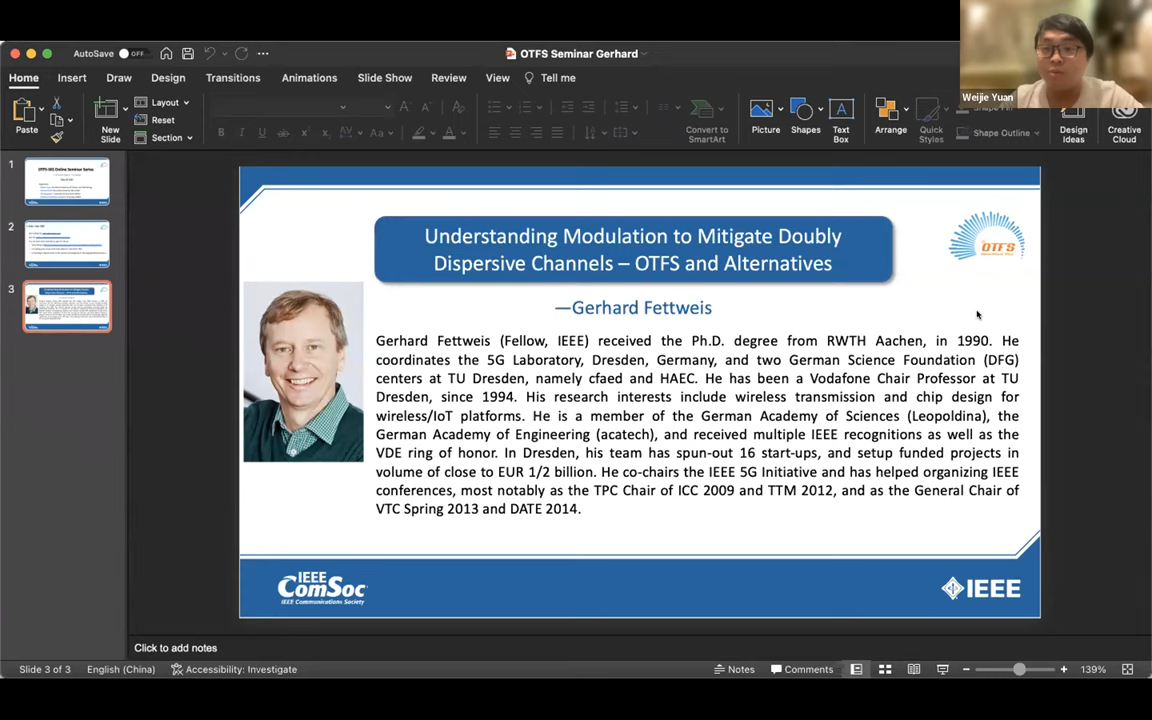 AutoSave OFF
OTFS Seminar Gerhard
Home Insert Draw Design Transitions Animations Slide Show Review View Tell me
Weijie Yuan
Paste
New Slide
Layout
Reset
Section
Convert to SmartArt
Picture
Shapes
Text Box
Arrange
Quick Styles
Shape Fill
Shape Outline
Design Ideas
Creative Cloud
1
2
3
Understanding Modulation to Mitigate Doubly
Dispersive Channels – OTFS and Alternatives
OTFS
—Gerhard Fettweis
Gerhard Fettweis (Fellow, IEEE) received the Ph.D. degree from RWTH Aachen, in 1990. He
coordinates the 5G Laboratory, Dresden, Germany, and two German Science Foundation (DFG)
centers at TU Dresden, namely cfaed and HAEC. He has been a Vodafone Chair Professor at TU
Dresden, since 1994. His research interests include wireless transmission and chip design for
wireless/IoT platforms. He is a member of the German Academy of Sciences (Leopoldina), the
German Academy of Engineering (acatech), and received multiple IEEE recognitions as well as the
VDE ring of honor. In Dresden, his team has spun-out 16 start-ups, and setup funded projects in
volume of close to EUR 1/2 billion. He co-chairs the IEEE 5G Initiative and has helped organizing IEEE
conferences, most notably as the TPC Chair of ICC 2009 and TTM 2012, and as the General Chair of
VTC Spring 2013 and DATE 2014.
IEEE ComSoc
IEEE Communications Society
IEEE
Click to add notes
Slide 3 of 3 English (China) Accessibility: Investigate Notes Comments 139%